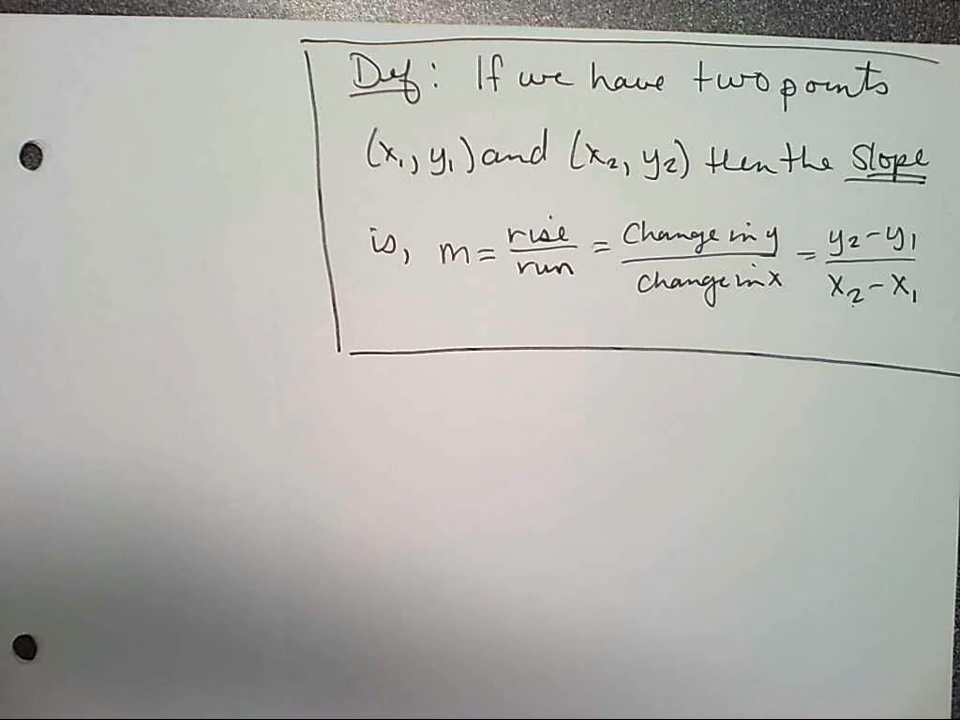 Def: If we have two points
(x₁, y₁) and (x₂, y₂) then the slope
is, m = rise/run = Change in y/change in x = y₂-y₁/x₂-x₁